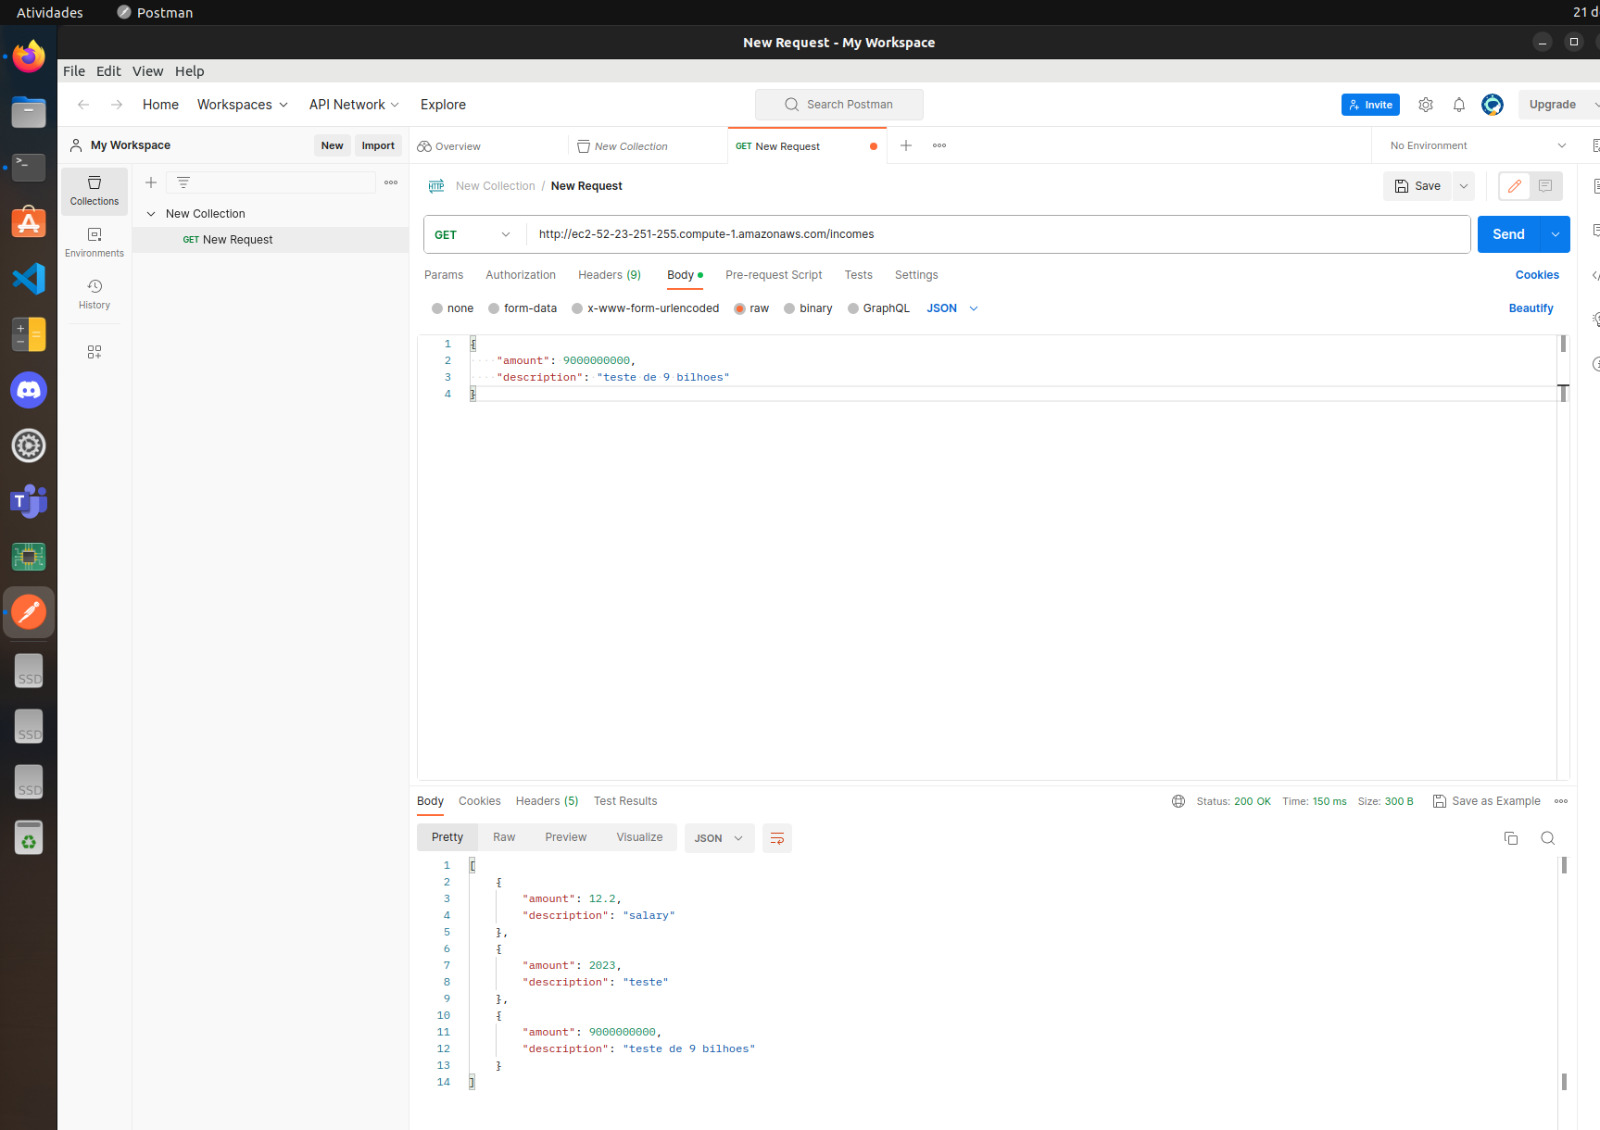 Atividades Postman 21 d
New Request - My Workspace
File Edit View Help
Home Workspaces API Network Explore Search Postman Invite Upgrade
My Workspace New Import Overview New Collection GET New Request No Environment
Collections
New Collection / New Request Save
New Collection
GET New Request
Environments
History
GET http://ec2-52-23-251-255.compute-1.amazonaws.com/incomes Send
Params Authorization Headers (9) Body Pre-request Script Tests Settings Cookies
none form-data x-www-form-urlencoded raw binary GraphQL JSON Beautify
1 {
2 "amount": 9000000000,
3 "description": "teste de 9 bilhoes"
4 }
SSD
SSD
SSD
Body Cookies Headers (5) Test Results Status: 200 OK Time: 150 ms Size: 300 B Save as Example
Pretty Raw Preview Visualize JSON
1 [
2 {
3 "amount": 12.2,
4 "description": "salary"
5 },
6 {
7 "amount": 2023,
8 "description": "teste"
9 },
10 {
11 "amount": 9000000000,
12 "description": "teste de 9 bilhoes"
13 }
14 ]